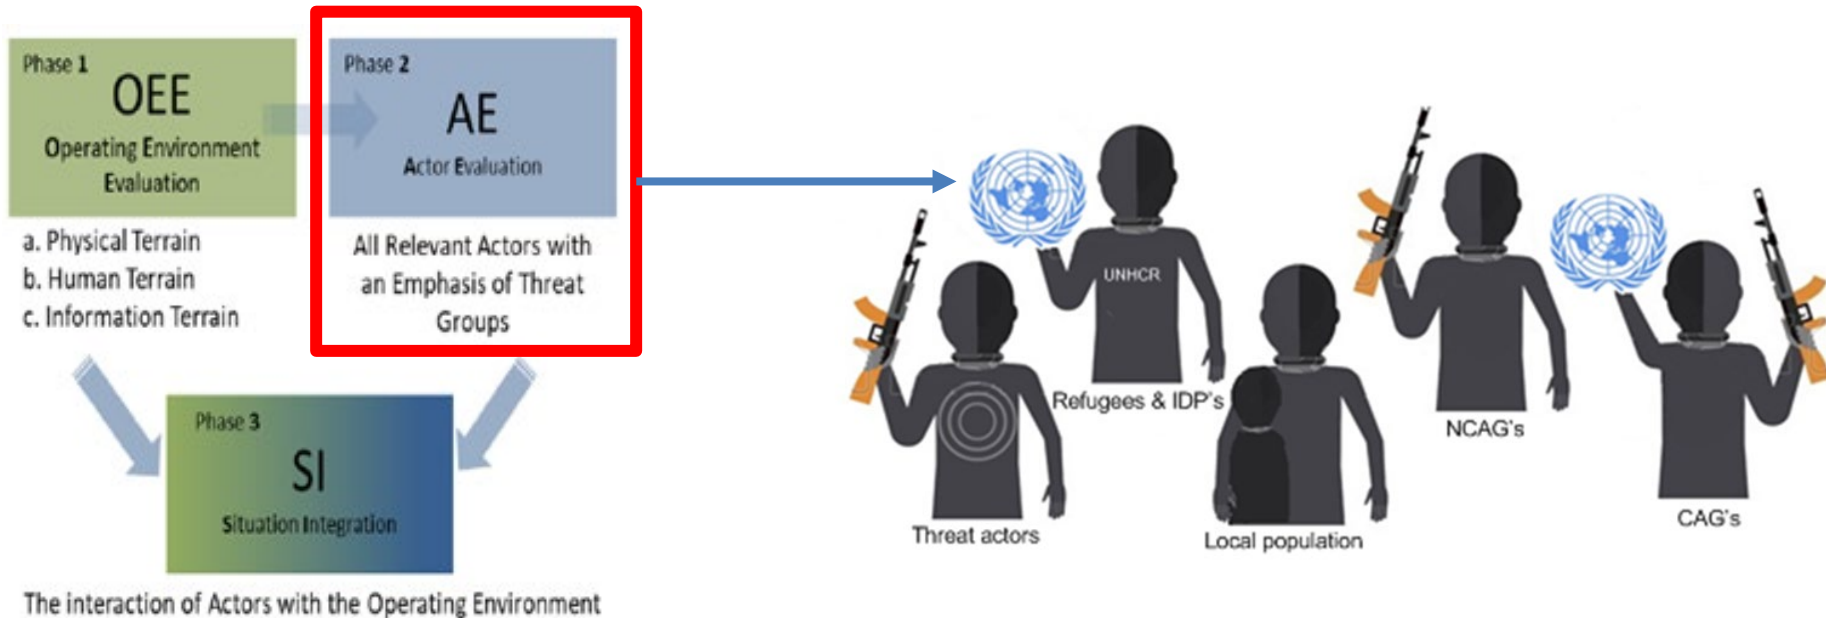 Phase 1
OEE
Operating Environment
Evaluation
a. Physical Terrain
b. Human Terrain
c. Information Terrain
Phase 2
AE
Actor Evaluation
All Relevant Actors with
an Emphasis of Threat
Groups
Phase 3
SI
Situation Integration
The interaction of Actors with the Operating Environment
UNHCR
Refugees & IDP's
Threat actors
Local population
NCAG's
CAG's